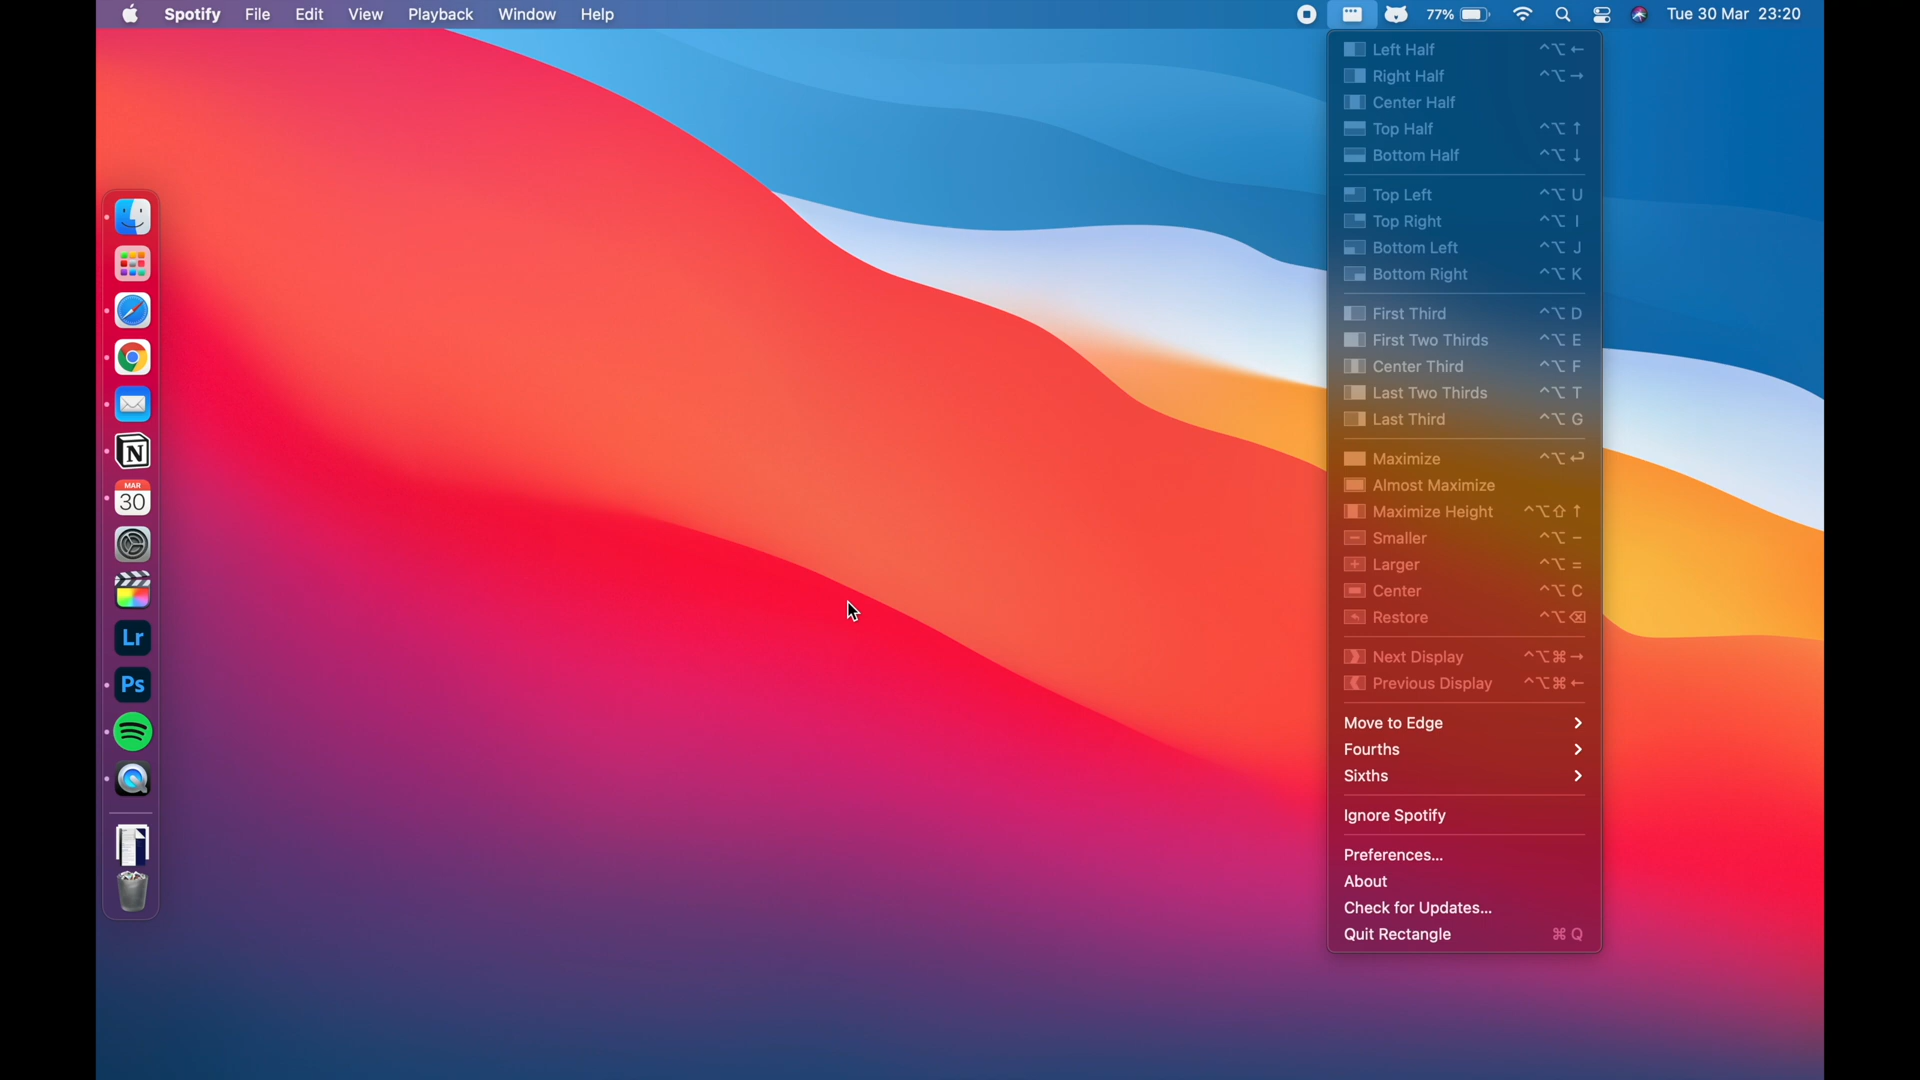 Spotify File Edit View Playback Window Help 77% Tue 30 Mar 23:20
Left Half ^⌥←
Right Half ^⌥→
Center Half
Top Half ^⌥↑
Bottom Half ^⌥↓
Top Left ^⌥U
Top Right ^⌥I
Bottom Left ^⌥J
Bottom Right ^⌥K
First Third ^⌥D
First Two Thirds ^⌥E
Center Third ^⌥F
Last Two Thirds ^⌥T
Last Third ^⌥G
Maximize ^⌥↩
Almost Maximize
Maximize Height ^⌥⇧↑
Smaller ^⌥-
Larger ^⌥=
Center ^⌥C
Restore ^⌥⌫
Next Display ^⌥⌘→
Previous Display ^⌥⌘←
Move to Edge >
Fourths >
Sixths >
Ignore Spotify
Preferences...
About
Check for Updates...
Quit Rectangle ⌘Q
N
MAR
30
Lr
Ps